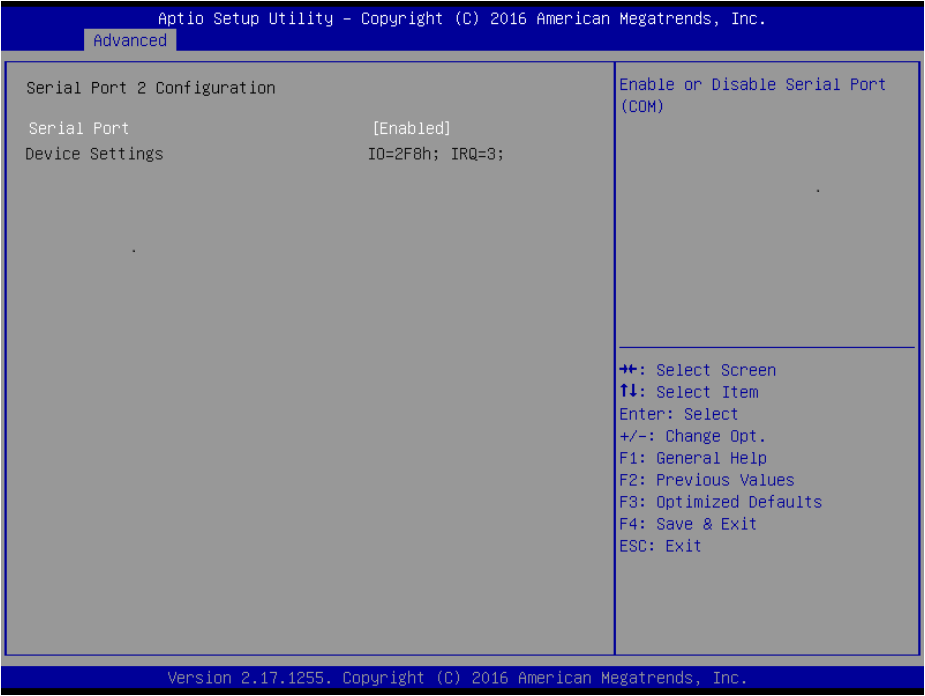 Aptio Setup Utility – Copyright (C) 2016 American Megatrends, Inc.
Advanced
Serial Port 2 Configuration
Serial Port [Enabled]
Device Settings IO=2F8h; IRQ=3;
Enable or Disable Serial Port
(COM)
→←: Select Screen
↑↓: Select Item
Enter: Select
+/-: Change Opt.
F1: General Help
F2: Previous Values
F3: Optimized Defaults
F4: Save & Exit
ESC: Exit
Version 2.17.1255. Copyright (C) 2016 American Megatrends, Inc.